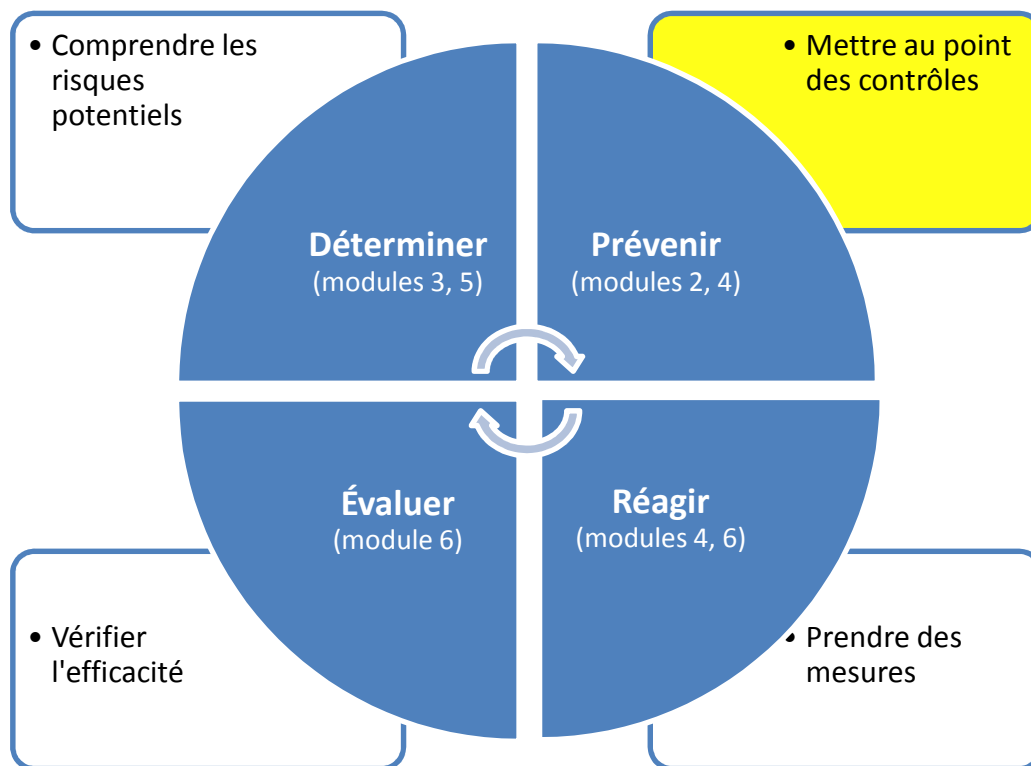 • Comprendre les
risques
potentiels
• Mettre au point
des contrôles
Déterminer
(modules 3, 5)
Prévenir
(modules 2, 4)
Évaluer
(module 6)
Réagir
(modules 4, 6)
• Vérifier
l'efficacité
• Prendre des
mesures